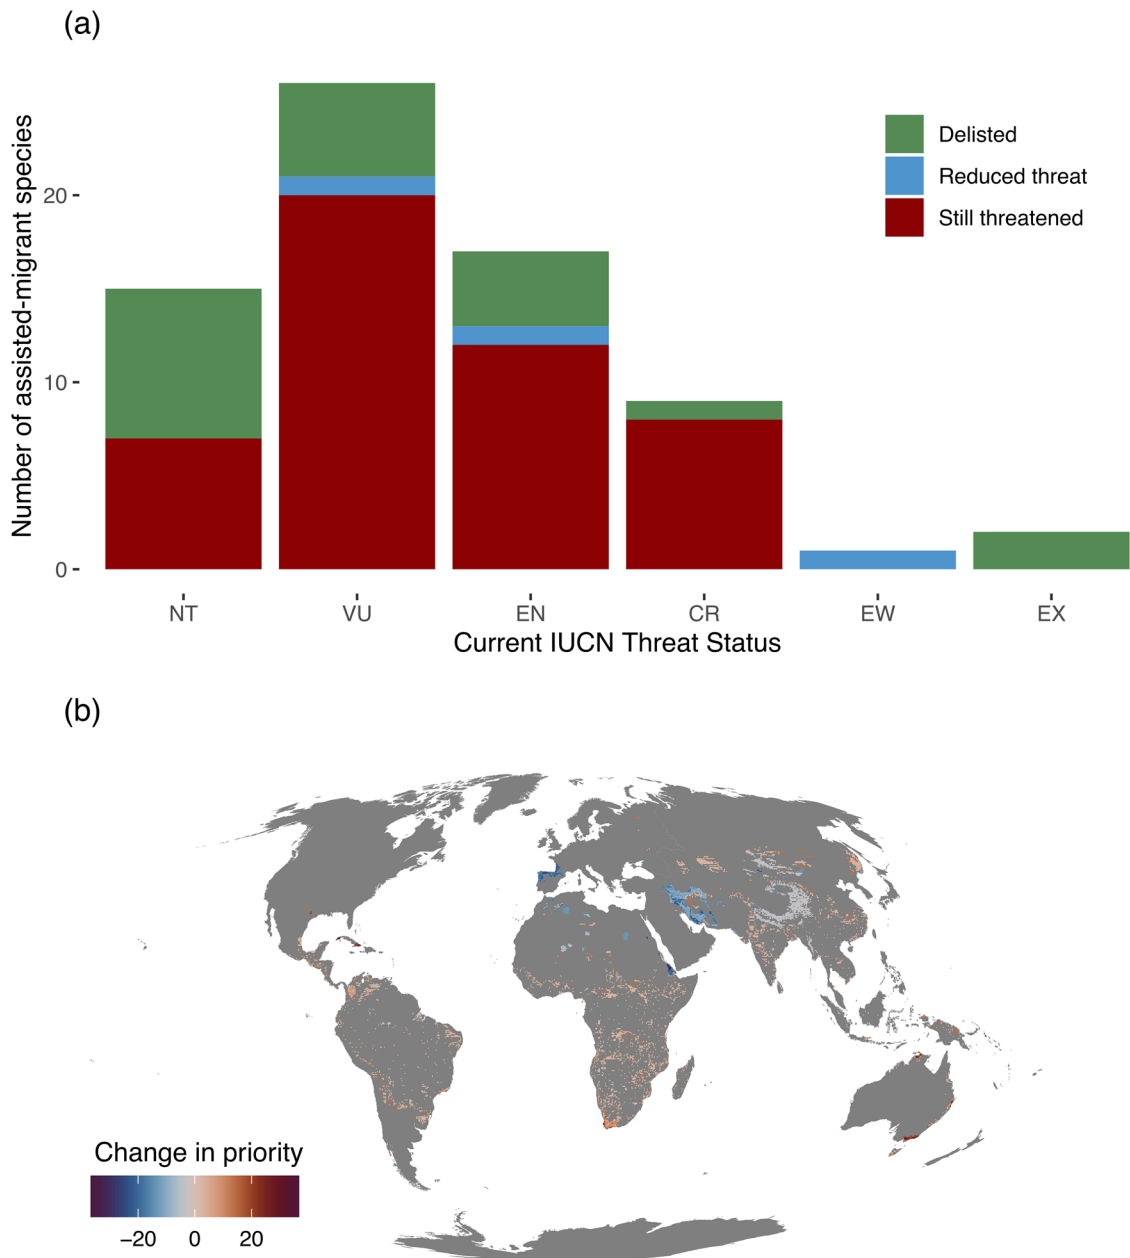 (a)
Number of assisted-migrant species
20
10
0
Delisted
Reduced threat
Still threatened
NT VU EN CR EW EX
Current IUCN Threat Status
(b)
Change in priority
−20 0 20